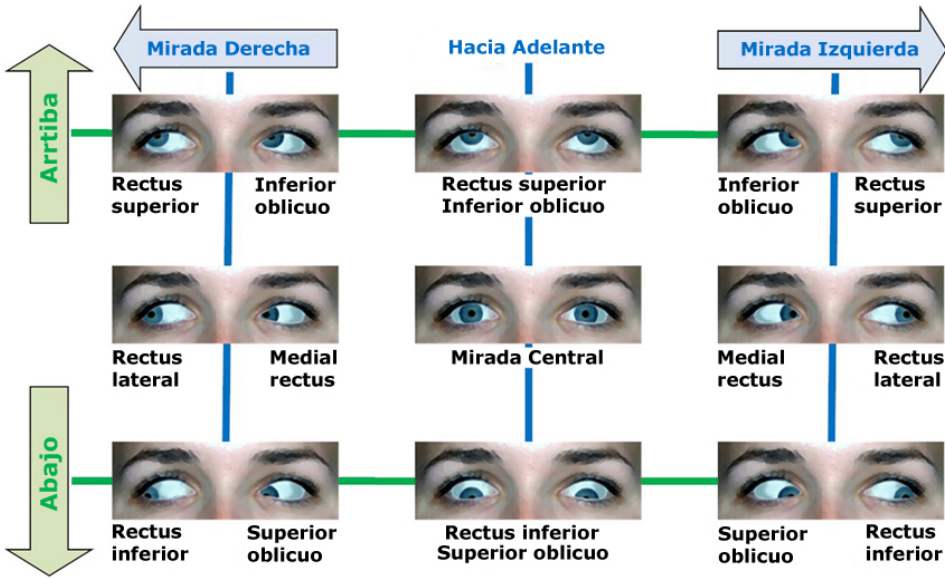 Mirada Derecha
Hacia Adelante
Mirada Izquierda
Arrtiba
Rectus superior
Inferior oblicuo
Rectus superior
Inferior oblicuo
Inferior oblicuo
Rectus superior
Rectus lateral
Medial rectus
Mirada Central
Medial rectus
Rectus lateral
Abajo
Rectus inferior
Superior oblicuo
Rectus inferior
Superior oblicuo
Superior oblicuo
Rectus inferior